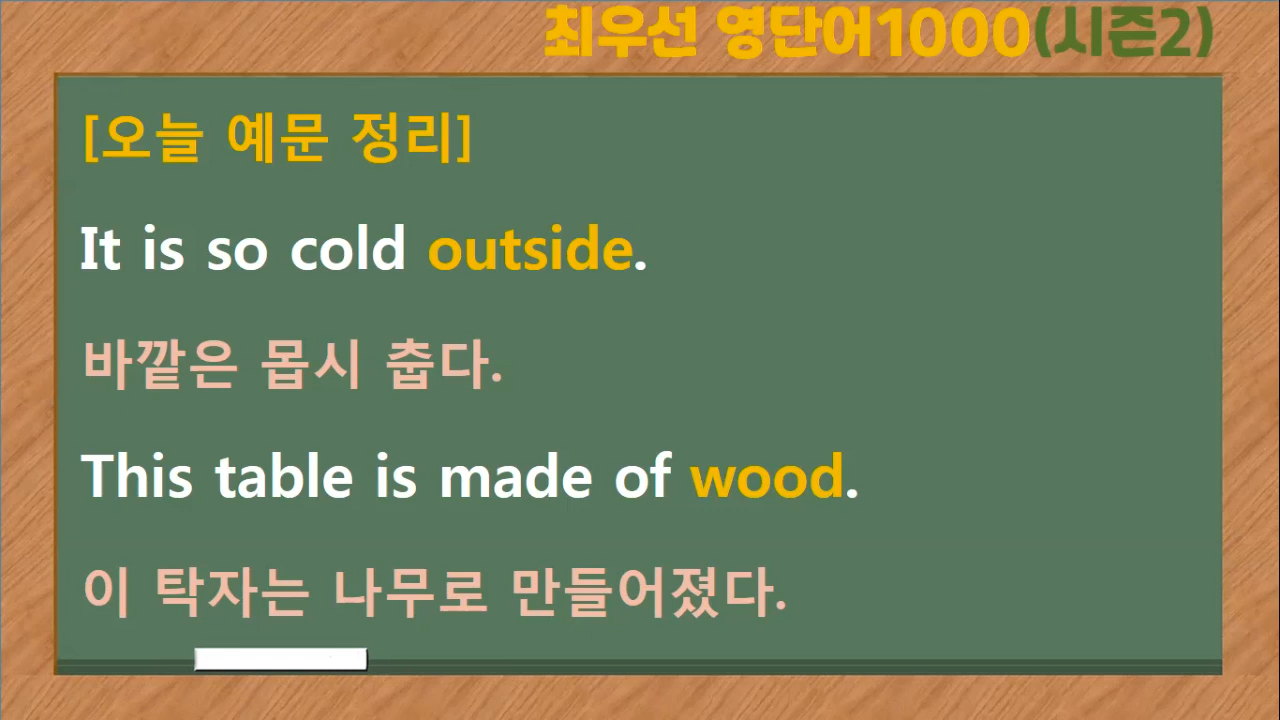 최우선 영단어1000(시즌2)
[오늘 예문 정리]
It is so cold outside.
바깥은 몹시 춥다.
This table is made of wood.
이 탁자는 나무로 만들어졌다.